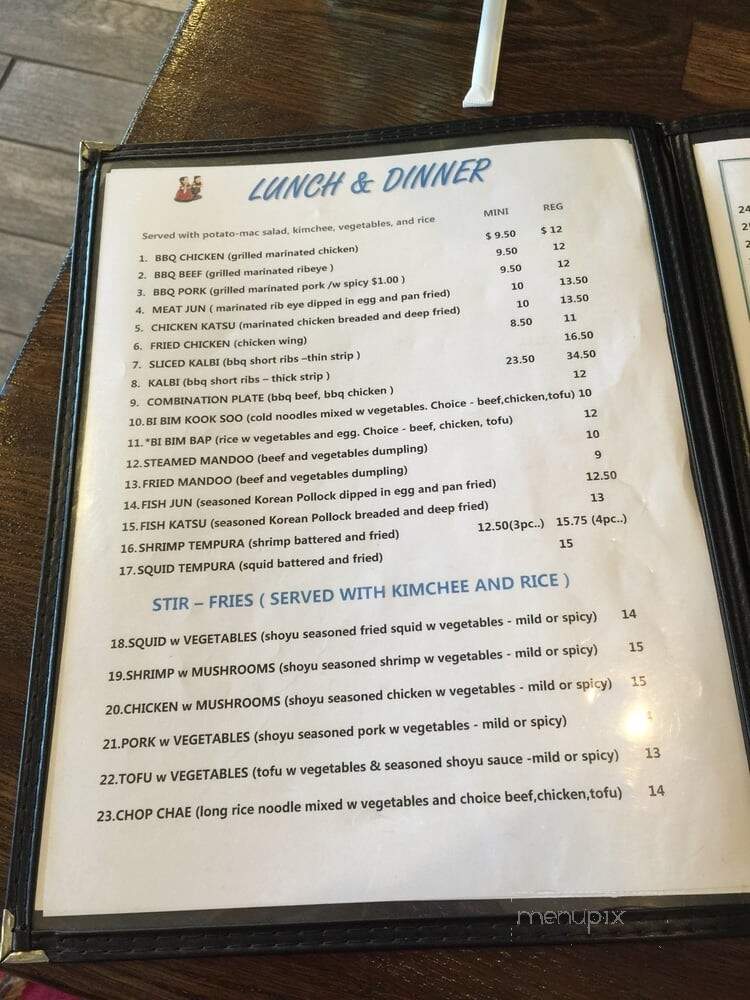 LUNCH & DINNER
MINI REG
Served with potato-mac salad, kimchee, vegetables, and rice
1. BBQ CHICKEN (grilled marinated chicken) $ 9.50 $ 12
2. BBQ BEEF (grilled marinated ribeye ) 9.50 12
3. BBQ PORK (grilled marinated pork /w spicy $1.00 ) 9.50 12
4. MEAT JUN ( marinated rib eye dipped in egg and pan fried) 10 13.50
5. CHICKEN KATSU (marinated chicken breaded and deep fried) 10 13.50
6. FRIED CHICKEN (chicken wing) 8.50 11
7. SLICED KALBI (bbq short ribs –thin strip ) 16.50
8. KALBI (bbq short ribs – thick strip ) 23.50 34.50
9. COMBINATION PLATE (bbq beef, bbq chicken ) 12
10.BI BIM KOOK SOO (cold noodles mixed w vegetables. Choice - beef,chicken,tofu) 10
11.*BI BIM BAP (rice w vegetables and egg. Choice - beef, chicken, tofu) 12
12.STEAMED MANDOO (beef and vegetables dumpling) 10
13.FRIED MANDOO (beef and vegetables dumpling) 9
14.FISH JUN (seasoned Korean Pollock dipped in egg and pan fried) 12.50
15.FISH KATSU (seasoned Korean Pollock breaded and deep fried) 13
16.SHRIMP TEMPURA (shrimp battered and fried) 12.50(3pc..) 15.75 (4pc..)
17.SQUID TEMPURA (squid battered and fried) 15
STIR – FRIES ( SERVED WITH KIMCHEE AND RICE )
18.SQUID w VEGETABLES (shoyu seasoned fried squid w vegetables - mild or spicy) 14
19.SHRIMP w MUSHROOMS (shoyu seasoned shrimp w vegetables - mild or spicy) 15
20.CHICKEN w MUSHROOMS (shoyu seasoned chicken w vegetables - mild or spicy) 15
21.PORK w VEGETABLES (shoyu seasoned pork w vegetables - mild or spicy)
22.TOFU w VEGETABLES (tofu w vegetables & seasoned shoyu sauce -mild or spicy) 13
23.CHOP CHAE (long rice noodle mixed w vegetables and choice beef,chicken,tofu) 14
24
menupix